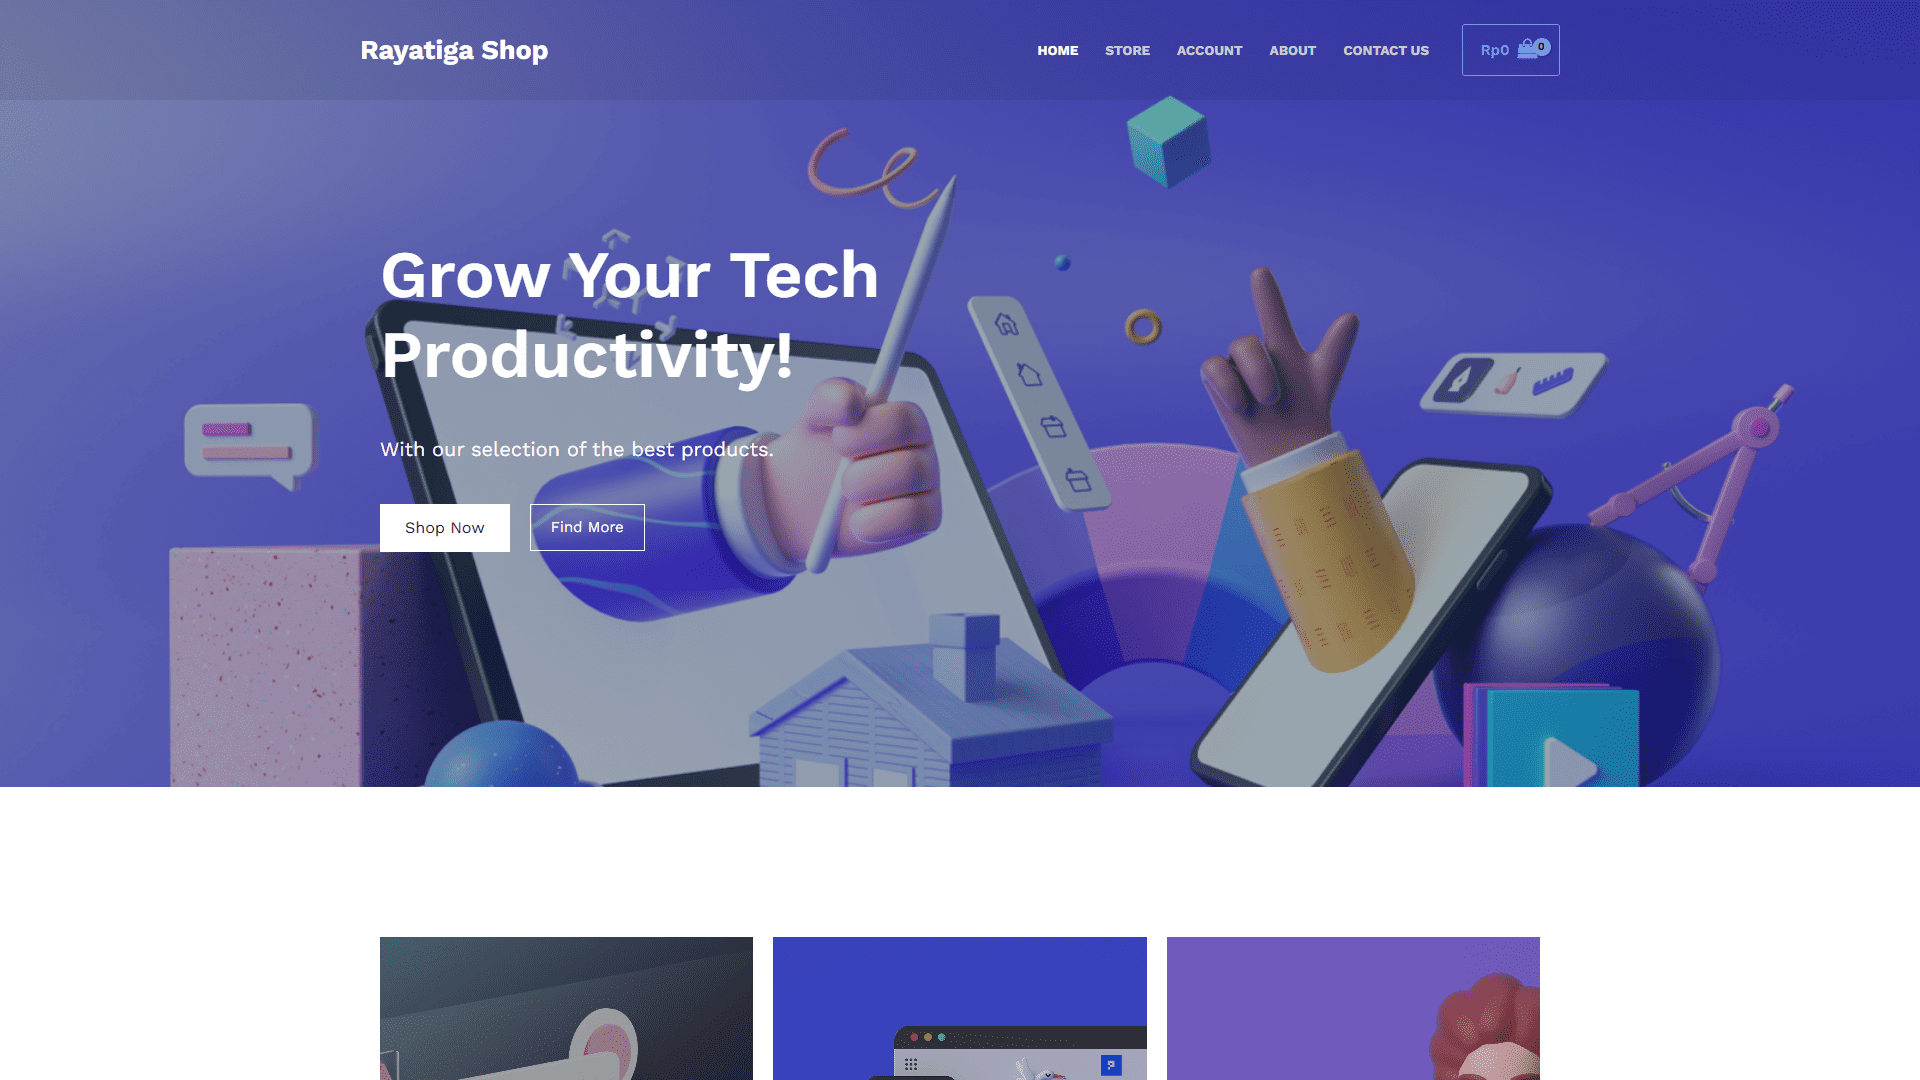 Rayatiga Shop
HOME
STORE
ACCOUNT
ABOUT
CONTACT US
Rp0
0
Grow Your Tech
Productivity!
With our selection of the best products.
Shop Now
Find More